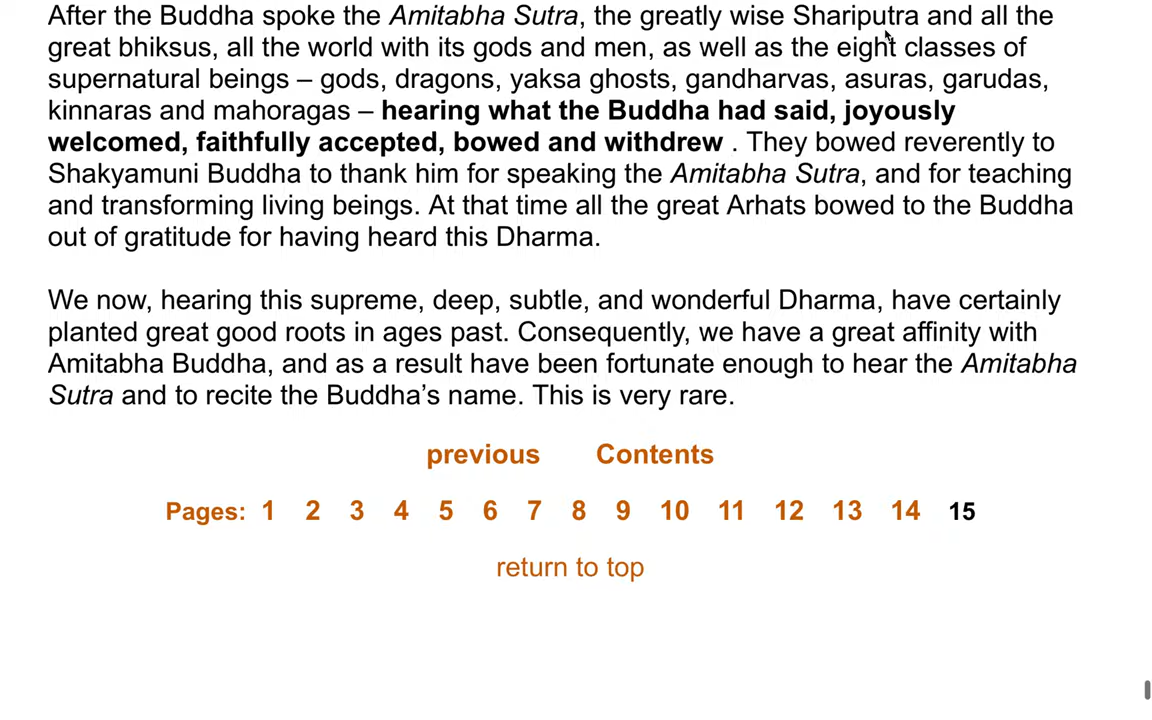 After the Buddha spoke the Amitabha Sutra, the greatly wise Shariputra and all the
great bhiksus, all the world with its gods and men, as well as the eight classes of
supernatural beings – gods, dragons, yaksa ghosts, gandharvas, asuras, garudas,
kinnaras and mahoragas – hearing what the Buddha had said, joyously
welcomed, faithfully accepted, bowed and withdrew . They bowed reverently to
Shakyamuni Buddha to thank him for speaking the Amitabha Sutra, and for teaching
and transforming living beings. At that time all the great Arhats bowed to the Buddha
out of gratitude for having heard this Dharma.
We now, hearing this supreme, deep, subtle, and wonderful Dharma, have certainly
planted great good roots in ages past. Consequently, we have a great affinity with
Amitabha Buddha, and as a result have been fortunate enough to hear the Amitabha
Sutra and to recite the Buddha’s name. This is very rare.
previous Contents
Pages: 1 2 3 4 5 6 7 8 9 10 11 12 13 14 15
return to top